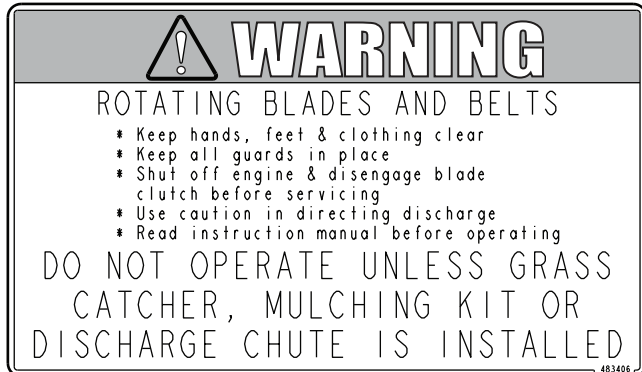 WARNING
ROTATING BLADES AND BELTS
* Keep hands, feet & clothing clear
* Keep all guards in place
* Shut off engine & disengage blade
clutch before servicing
* Use caution in directing discharge
* Read instruction manual before operating
DO NOT OPERATE UNLESS GRASS
CATCHER, MULCHING KIT OR
DISCHARGE CHUTE IS INSTALLED
483406